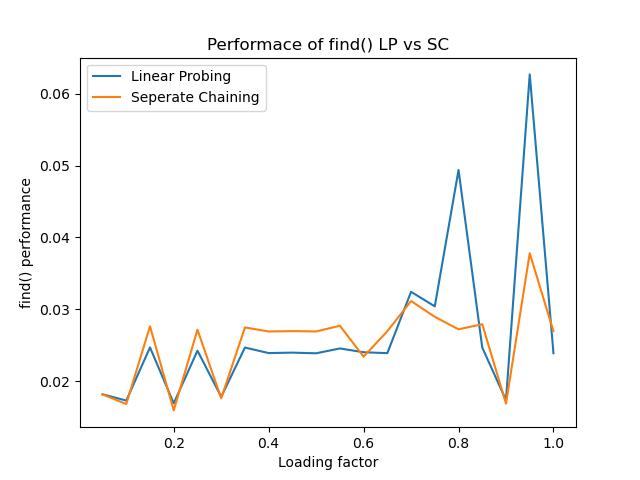 Performace of find() LP vs SC
Linear Probing
Seperate Chaining
0.06
0.05
0.04
0.03
0.02
find() performance
0.2 0.4 0.6 0.8 1.0
Loading factor